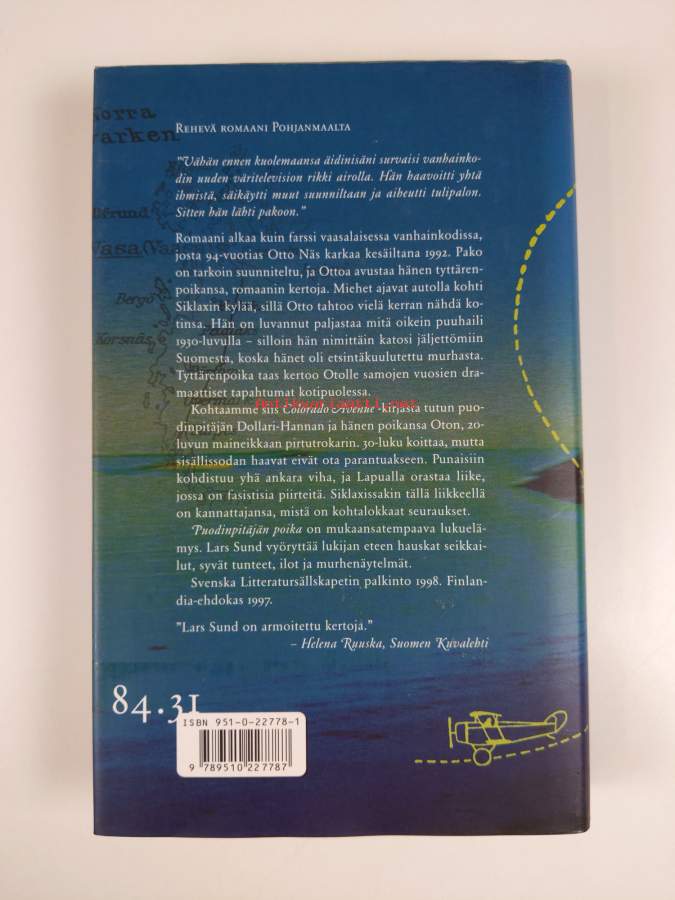 Norra
varken
REHEVÄ ROMAANI POHJANMAALTA
"Vähän ennen kuolemaansa äidinisäni survaisi vanhainko-
din uuden väritelevision rikki airolla. Hän haavoitti yhtä
ihmistä, säikäytti muut suunniltaan ja aiheutti tulipalon.
Sitten hän lähti pakoon."
Romaani alkaa kuin farssi vaasalaisessa vanhainkodissa,
josta 94-vuotias Otto Näs karkaa kesäiltana 1992. Pako
on tarkoin suunniteltu, ja Ottoa avustaa hänen tyttären-
poikansa, romaanin kertoja. Miehet ajavat autolla kohti
Siklaxin kylää, sillä Otto tahtoo vielä kerran nähdä ko-
tinsa. Hän on luvannut paljastaa mitä oikein puuhaili
1930-luvulla – silloin hän nimittäin katosi jäljettömiin
Suomesta, koska hänet oli etsintäkuulutettu murhasta.
Tyttärenpoika taas kertoo Otolle samojen vuosien dra-
maattiset tapahtumat kotipuolessa.
Kohtaamme siis Colorado Avenue -kirjasta tutun puo-
dinpitäjän Dollari-Hannan ja hänen poikansa Oton, 20-
luvun maineikkaan pirtutrokarin. 30-luku koittaa, mutta
sisällissodan haavat eivät ota parantuakseen. Punaisiin
kohdistuu yhä ankara viha, ja Lapualla orastaa liike,
jossa on fasistisia piirteitä. Siklaxissakin tällä liikkeellä
on kannattajansa, mistä on kohtalokkaat seuraukset.
Puodinpitäjän poika on mukaansatempaava lukuelä-
mys. Lars Sund vyöryttää lukijan eteen hauskat seikkai-
lut, syvät tunteet, ilot ja murhenäytelmät.
Svenska Litteratursällskapetin palkinto 1998. Finlan-
dia-ehdokas 1997.
"Lars Sund on armoitettu kertoja."
– Helena Ruuska, Suomen Kuvalehti
Wasa (Vaa
Bergö
Korsnäs
84.31
ISBN 951-0-22778-1
9 789510 227787